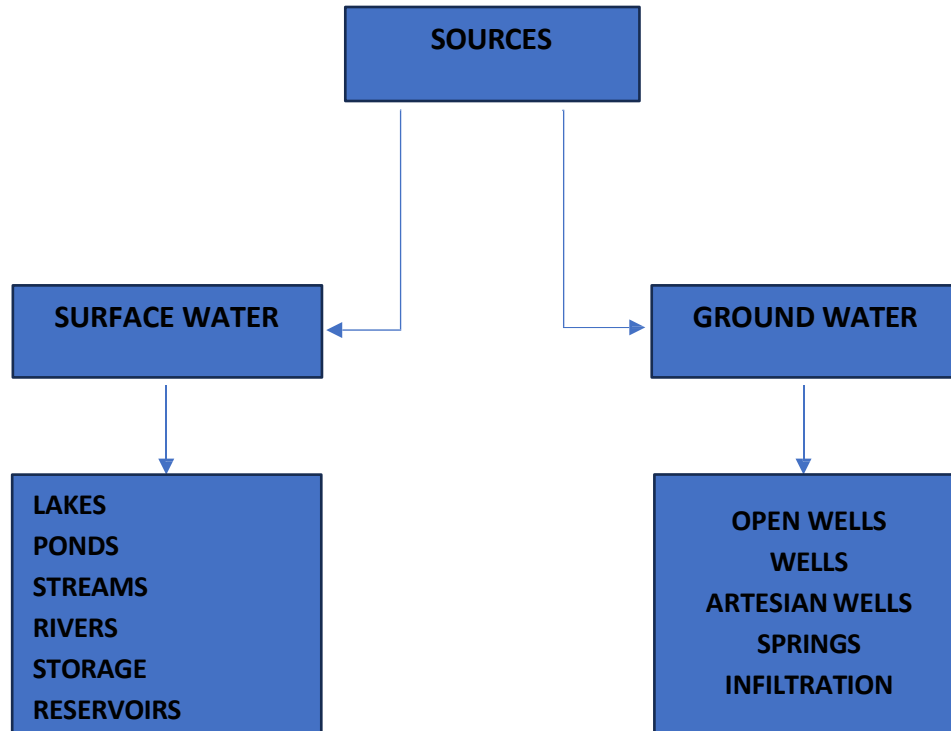 SOURCES
SURFACE WATER
GROUND WATER
LAKES
PONDS
STREAMS
RIVERS
STORAGE
RESERVOIRS
OPEN WELLS
WELLS
ARTESIAN WELLS
SPRINGS
INFILTRATION